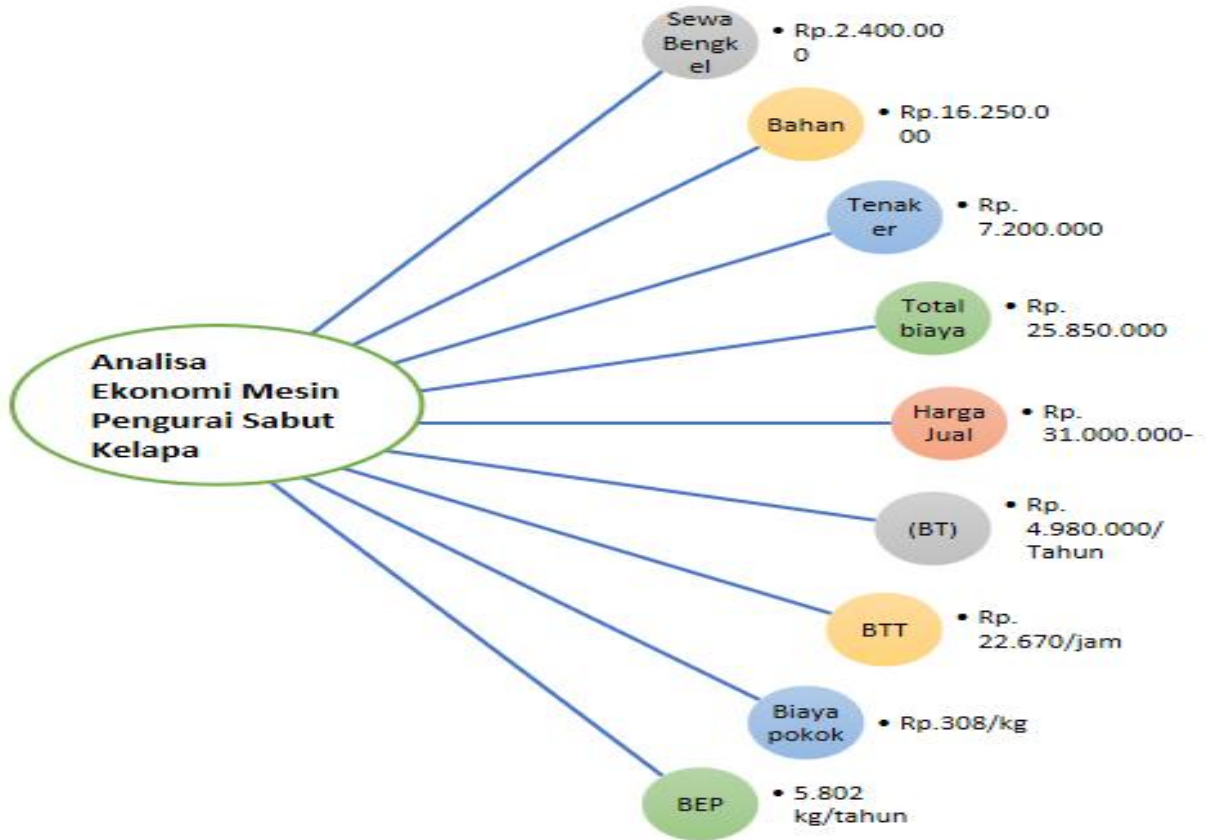 Analisa
Ekonomi Mesin
Pengurai Sabut
Kelapa
Sewa
Bengk
el
• Rp.2.400.00
0
Bahan
• Rp.16.250.0
00
Tenak
er
• Rp.
7.200.000
Total
biaya
• Rp.
25.850.000
Harga
Jual
• Rp.
31.000.000-
(BT)
• Rp.
4.980.000/
Tahun
BTT
• Rp.
22.670/jam
Biaya
pokok
• Rp.308/kg
BEP
• 5.802
kg/tahun